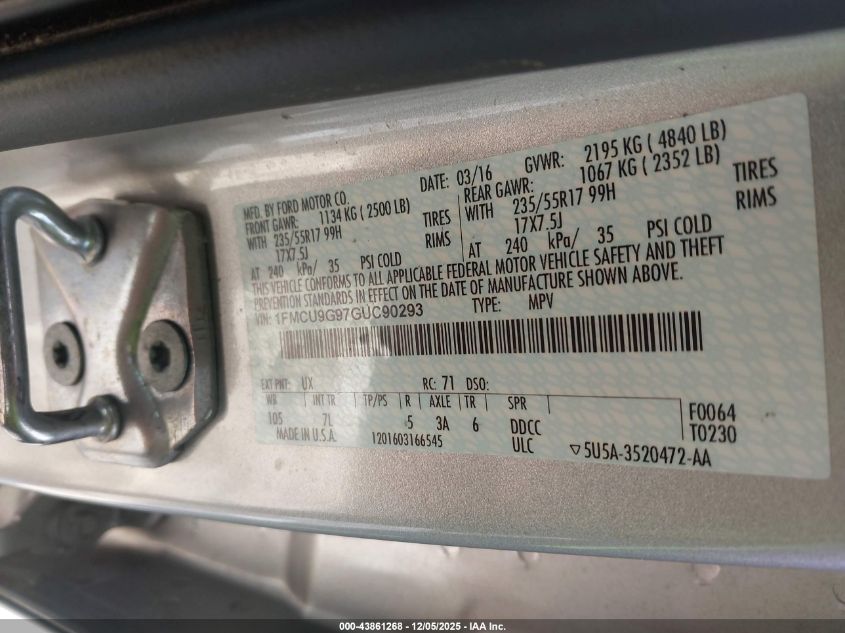 MFD. BY FORD MOTOR CO. DATE: 03/16 GVWR: 2195 KG ( 4840 LB)
FRONT GAWR: 1134 KG ( 2500 LB) REAR GAWR: 1067 KG ( 2352 LB)
WITH 235/55R17 99H TIRES WITH 235/55R17 99H TIRES
17X7.5J RIMS 17X7.5J RIMS
AT 240 kPa/ 35 PSI COLD AT 240 kPa/ 35 PSI COLD
THIS VEHICLE CONFORMS TO ALL APPLICABLE FEDERAL MOTOR VEHICLE SAFETY AND THEFT
PREVENTION STANDARDS IN EFFECT ON THE DATE OF MANUFACTURE SHOWN ABOVE.
VIN: 1FMCU9G97GUC90293 TYPE: MPV
EXT PNT: UX RC: 71 DSO:
WB INT TR TP/PS R AXLE TR SPR
105 7L 5 3A 6 DDCC
MADE IN U.S.A. 1201603166545 ULC
F0064
T0230
▽5U5A-3520472-AA
000-43861268 - 12/05/2025 - IAA Inc.